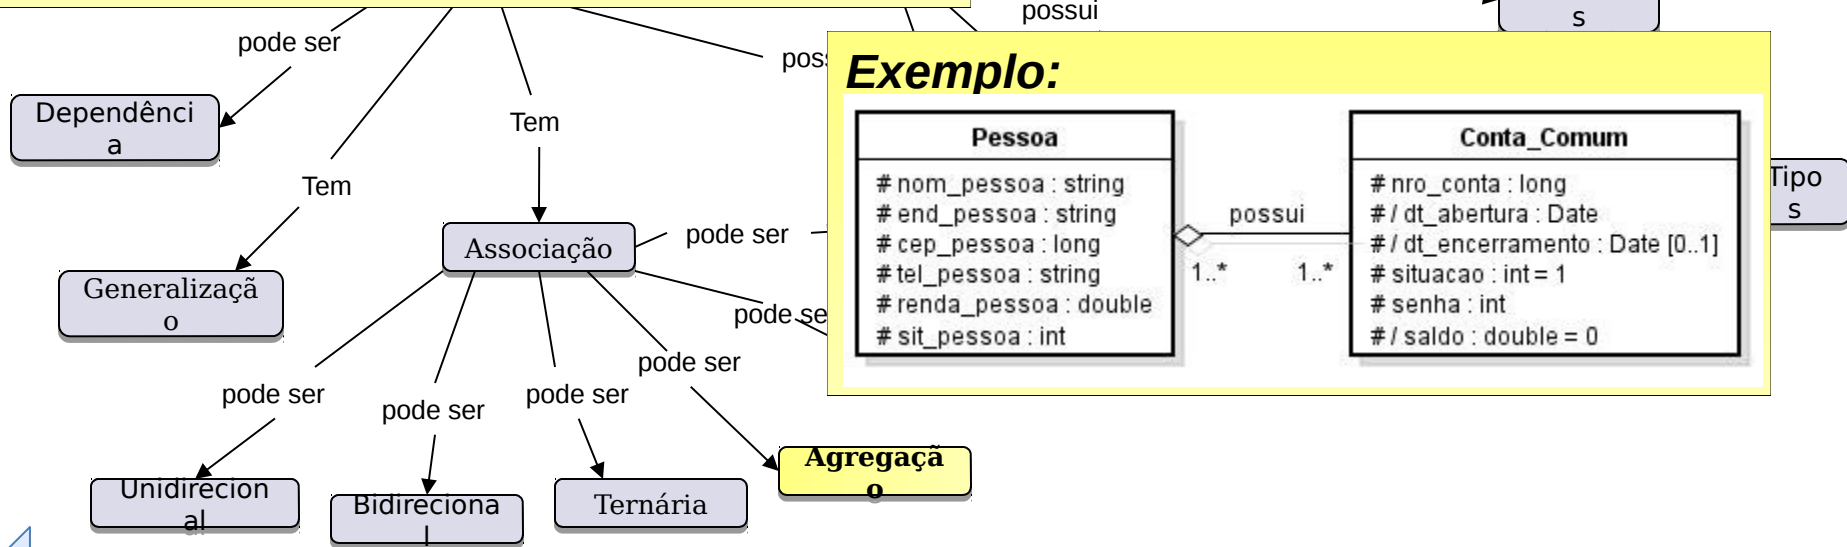 possui
s
pode ser
Exemplo:
Dependênci
a
Tem
Pessoa
Conta_Comum
# nom_pessoa : string
# end_pessoa : string
# cep_pessoa : long
# tel_pessoa : string
# renda_pessoa : double
# sit_pessoa : int
possui
1..*
1..*
# nro_conta : long
# / dt_abertura : Date
# / dt_encerramento : Date [0..1]
# situacao : int = 1
# senha : int
# / saldo : double = 0
Tipo
s
Tem
Associação
pode ser
Generalizaçã
o
pode se
pode ser
pode ser
pode ser
pode ser
Agregaçã
o
Unidirecion
al
Bidireciona
l
Ternária